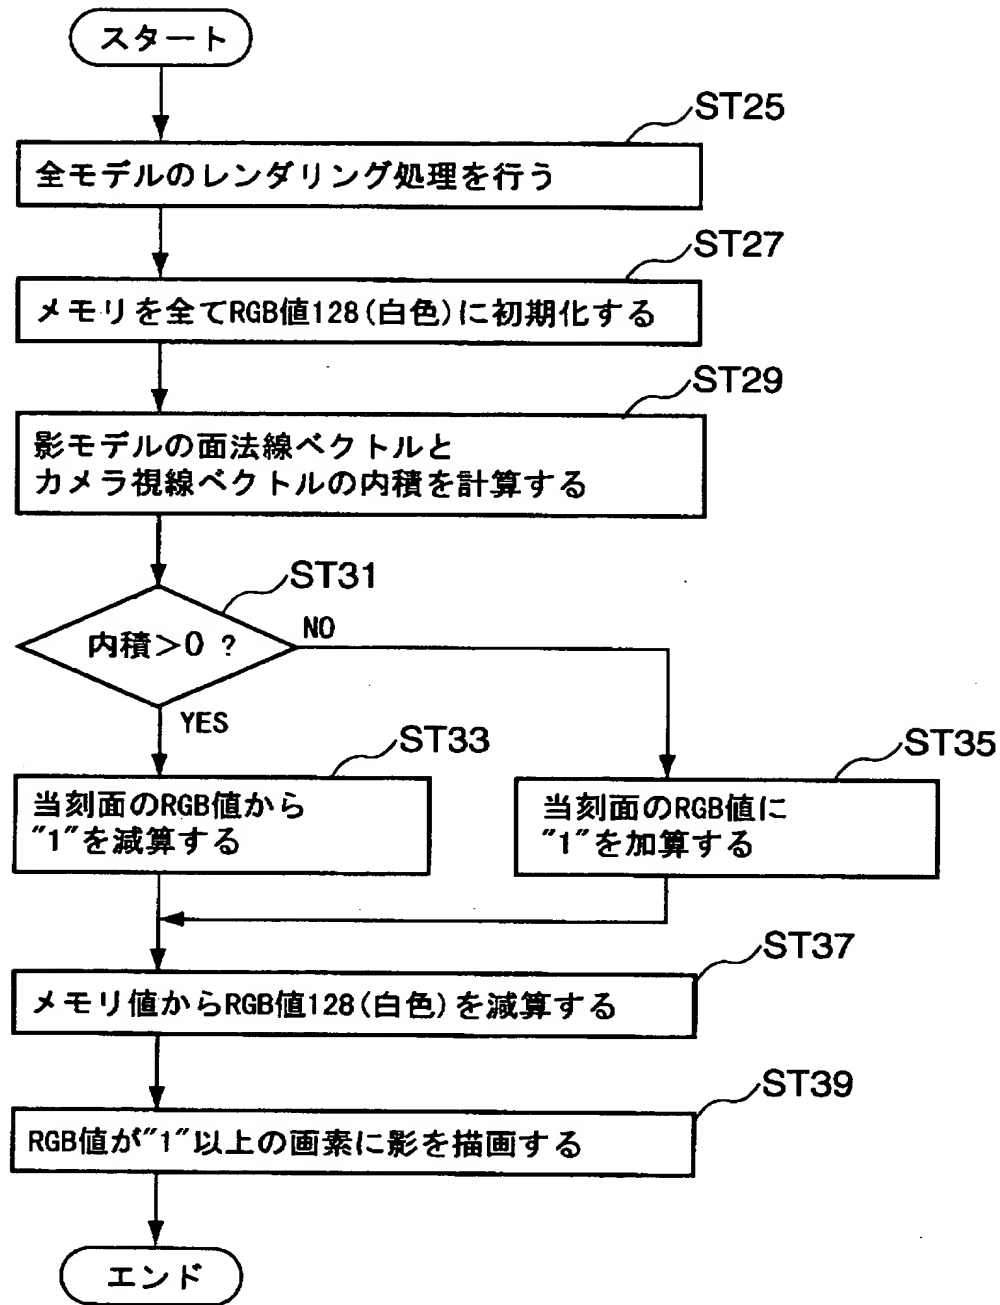 スタート
ST25
全モデルのレンダリング処理を行う
ST27
メモリを全てRGB値128(白色)に初期化する
ST29
影モデルの面法線ベクトルと
カメラ視線ベクトルの内積を計算する
ST31
内積>0 ?
NO
YES
ST33
当刻面のRGB値から
"1"を減算する
ST35
当刻面のRGB値に
"1"を加算する
ST37
メモリ値からRGB値128(白色)を減算する
ST39
RGB値が"1"以上の画素に影を描画する
エンド